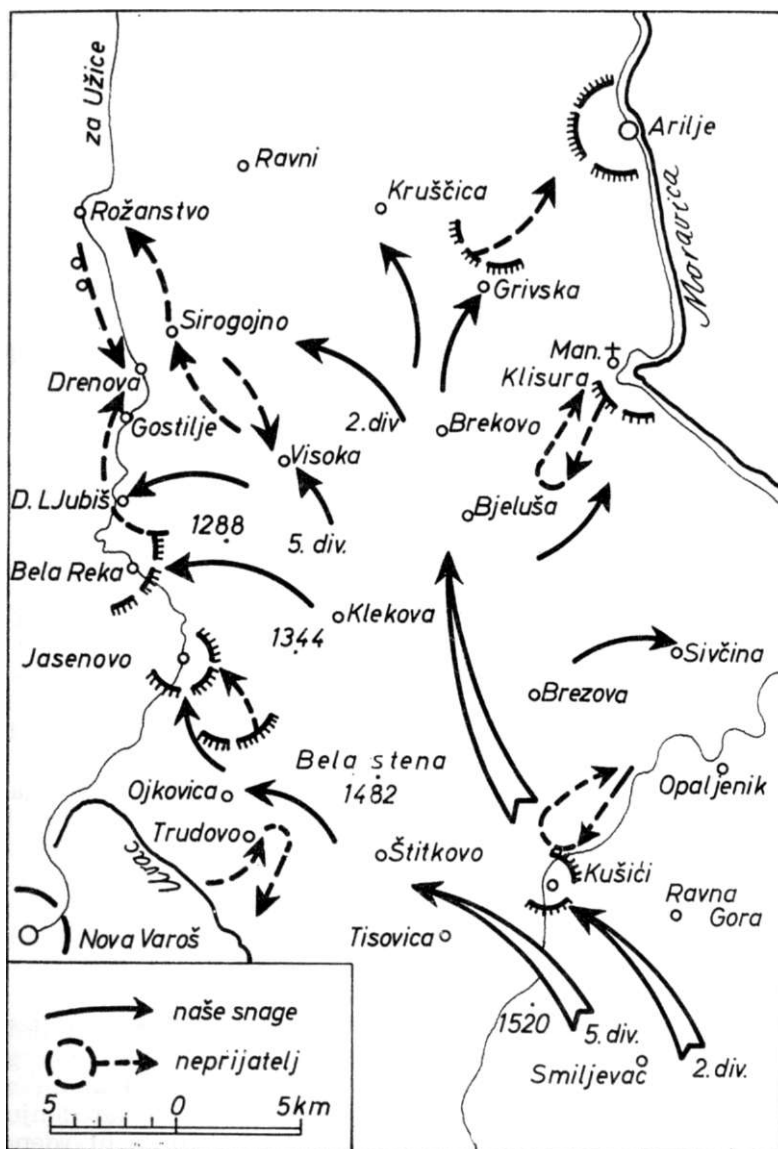 za Užice
Ravni
Arilje
Kruščica
Rožanstvo
Moravica
Grivska
Sirogojno
Man.
Klisura
Drenova
Gostilje
2.div
Brekovo
Visoka
D. LJubiš
1288
5. div.
Bjeluša
Bela Reka
Klekova
1344
Jasenovo
Sivčina
Brezova
Bela stena
1482
Opaljenik
Ojkovica
Trudovo
Štitkovo
Uvac
Kušići
Ravna
Gora
Nova Varoš
Tisovica
1520
5. div.
2. div.
Smiljevac
naše snage
neprijatelj
5 0 5 km